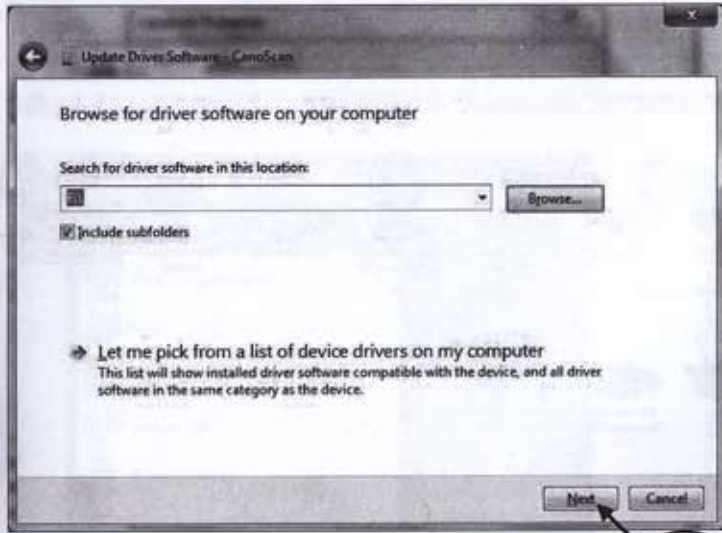 Update Driver Software - CanoScan
Browse for driver software on your computer
Search for driver software in this location:
Browse...
Include subfolders
Let me pick from a list of device drivers on my computer
This list will show installed driver software compatible with the device, and all driver
software in the same category as the device.
Next
Cancel